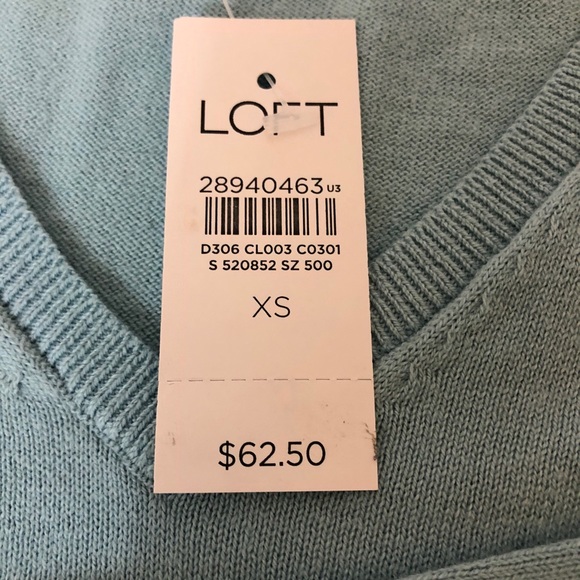 LOFT
28940463 U3
D306 CL003 C0301
S 520852 SZ 500
XS
$62.50